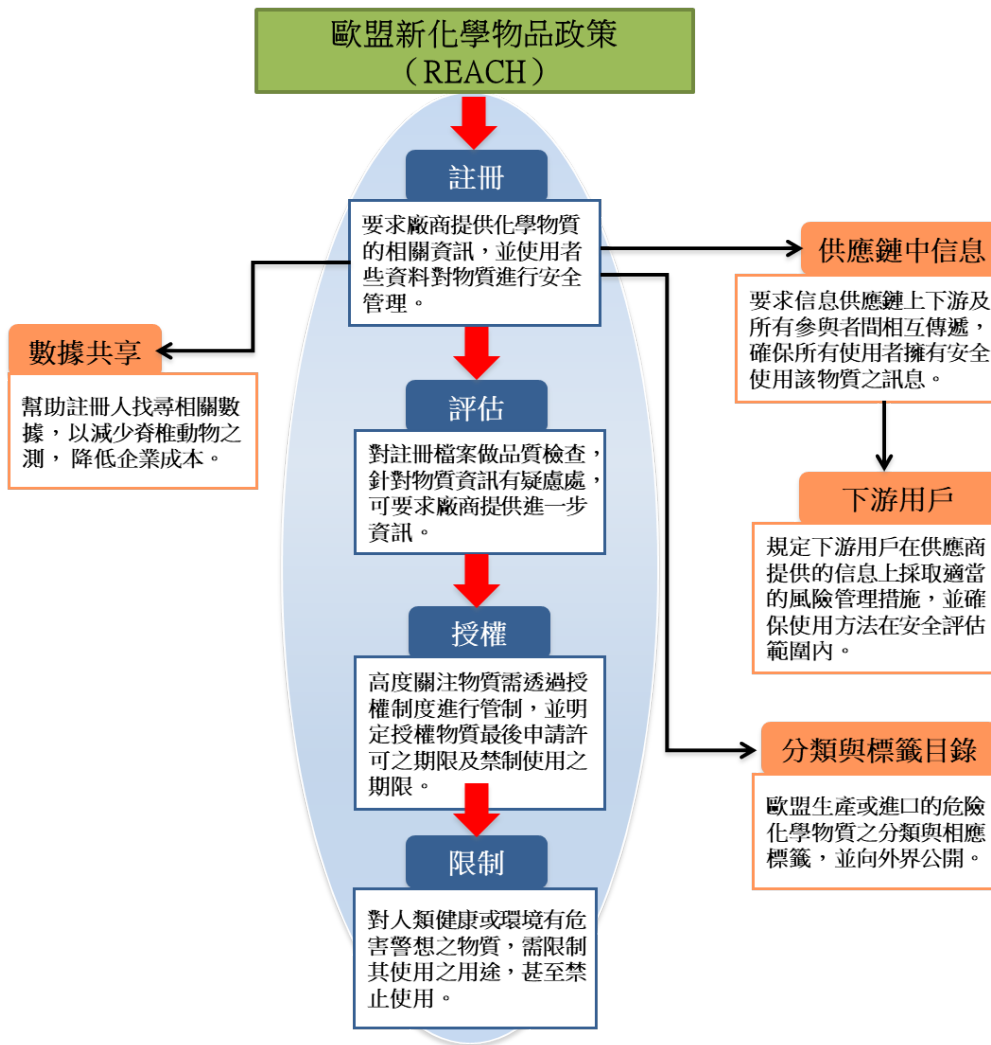 歐盟新化學物品政策
（REACH）
註冊
要求廠商提供化學物質
的相關資訊，並使用者
些資料對物質進行安全
管理。
供應鏈中信息
要求信息供應鏈上下游及
所有參與者間相互傳遞，
確保所有使用者擁有安全
使用該物質之訊息。
數據共享
幫助註冊人找尋相關數
據，以減少脊椎動物之
測，降低企業成本。
評估
對註冊檔案做品質檢查，
針對物質資訊有疑慮處，
可要求廠商提供進一步
資訊。
下游用戶
規定下游用戶在供應商
提供的信息上採取適當
的風險管理措施，並確
保使用方法在安全評估
範圍內。
授權
高度關注物質需透過授
權制度進行管制，並明
定授權物質最後申請許
可之期限及禁制使用之
期限。
分類與標籤目錄
歐盟生產或進口的危險
化學物質之分類與相應
標籤，並向外界公開。
限制
對人類健康或環境有危
害警想之物質，需限制
其使用之用途，甚至禁
止使用。